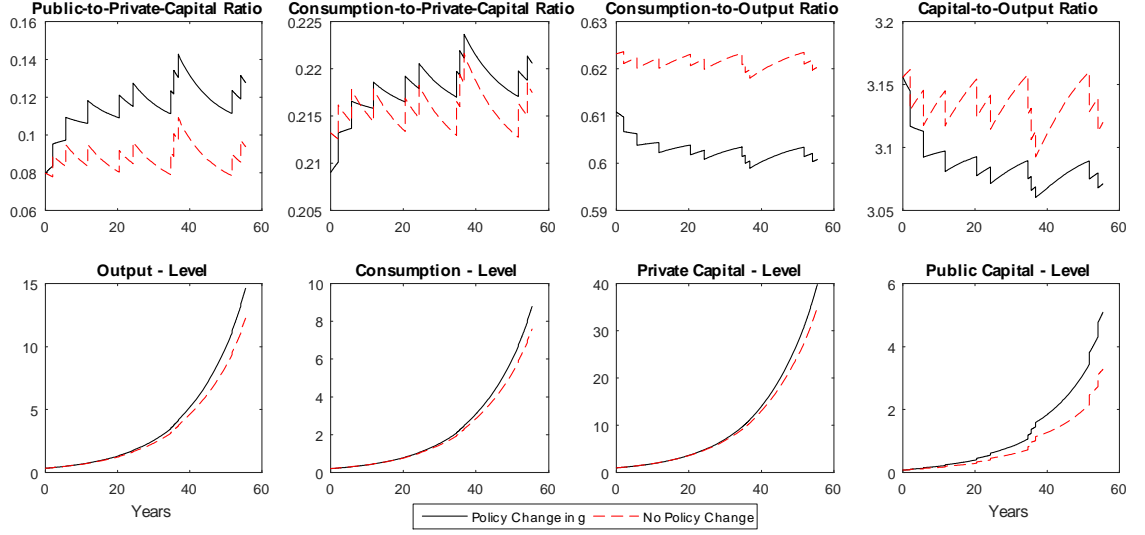 Public-to-Private-Capital Ratio
0.16
0.14
0.12
0.1
0.08
0.06
0 20 40 60
Consumption-to-Private-Capital Ratio
0.225
0.22
0.215
0.21
0.205
0 20 40 60
Consumption-to-Output Ratio
0.63
0.62
0.61
0.6
0.59
0 20 40 60
Capital-to-Output Ratio
3.2
3.15
3.1
3.05
0 20 40 60
Output - Level
15
10
5
0
0 20 40 60
Years
Consumption - Level
10
8
6
4
2
0
0 20 40 60
Private Capital - Level
40
30
20
10
0
0 20 40 60
Public Capital - Level
6
4
2
0
0 20 40 60
Years
Policy Change in g
No Policy Change